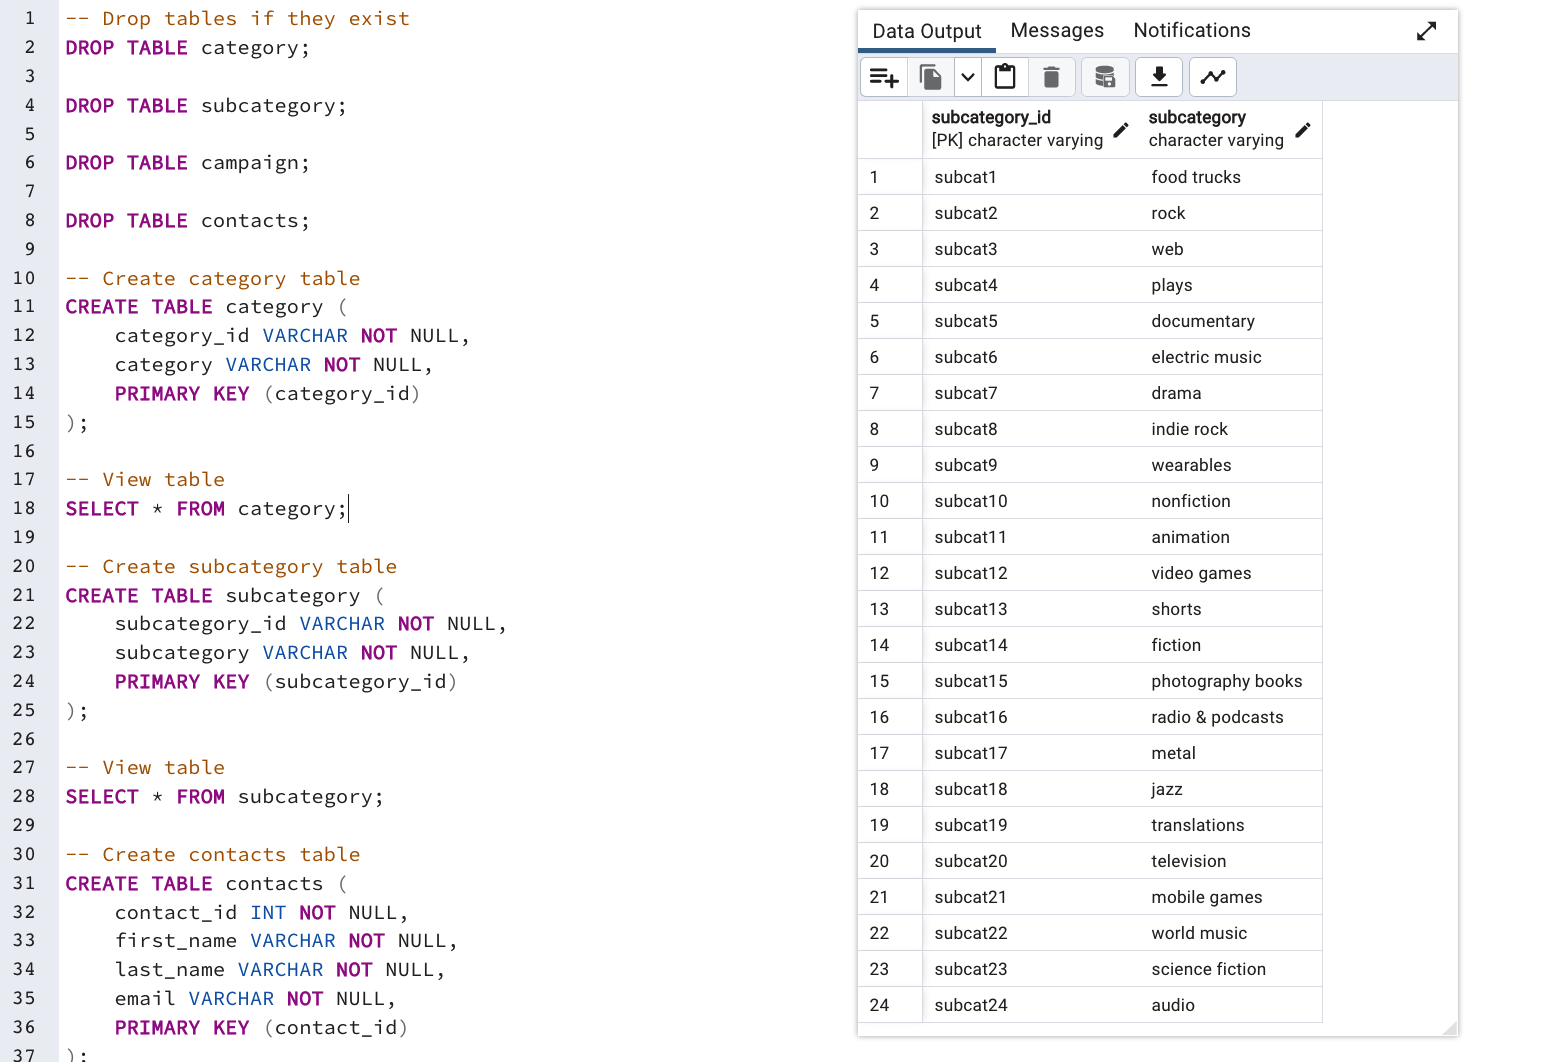 1 -- Drop tables if they exist
2 DROP TABLE category;
3
4 DROP TABLE subcategory;
5
6 DROP TABLE campaign;
7
8 DROP TABLE contacts;
9
10 -- Create category table
11 CREATE TABLE category (
12     category_id VARCHAR NOT NULL,
13     category VARCHAR NOT NULL,
14     PRIMARY KEY (category_id)
15 );
16
17 -- View table
18 SELECT * FROM category;
19
20 -- Create subcategory table
21 CREATE TABLE subcategory (
22     subcategory_id VARCHAR NOT NULL,
23     subcategory VARCHAR NOT NULL,
24     PRIMARY KEY (subcategory_id)
25 );
26
27 -- View table
28 SELECT * FROM subcategory;
29
30 -- Create contacts table
31 CREATE TABLE contacts (
32     contact_id INT NOT NULL,
33     first_name VARCHAR NOT NULL,
34     last_name VARCHAR NOT NULL,
35     email VARCHAR NOT NULL,
36     PRIMARY KEY (contact_id)
37 );
Data Output Messages Notifications
subcategory_id subcategory
[PK] character varying character varying
1 subcat1 food trucks
2 subcat2 rock
3 subcat3 web
4 subcat4 plays
5 subcat5 documentary
6 subcat6 electric music
7 subcat7 drama
8 subcat8 indie rock
9 subcat9 wearables
10 subcat10 nonfiction
11 subcat11 animation
12 subcat12 video games
13 subcat13 shorts
14 subcat14 fiction
15 subcat15 photography books
16 subcat16 radio & podcasts
17 subcat17 metal
18 subcat18 jazz
19 subcat19 translations
20 subcat20 television
21 subcat21 mobile games
22 subcat22 world music
23 subcat23 science fiction
24 subcat24 audio